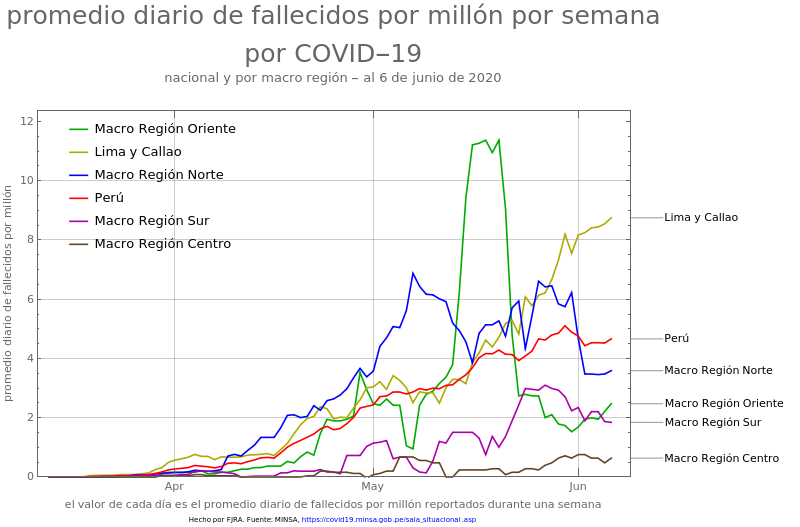 promedio diario de fallecidos por millón por semana
por COVID−19
nacional y por macro región − al 6 de junio de 2020
promedio diario de fallecidos por millón
12
10
8
6
4
2
0
Macro Región Oriente
Lima y Callao
Macro Región Norte
Perú
Macro Región Sur
Macro Región Centro
Lima y Callao
Perú
Macro Región Norte
Macro Región Oriente
Macro Región Sur
Macro Región Centro
Apr
May
Jun
el valor de cada día es el promedio diario de fallecidos por millón reportados durante una semana
Hecho por FJRA. Fuente: MINSA, https://covid19.minsa.gob.pe/sala_situacional.asp